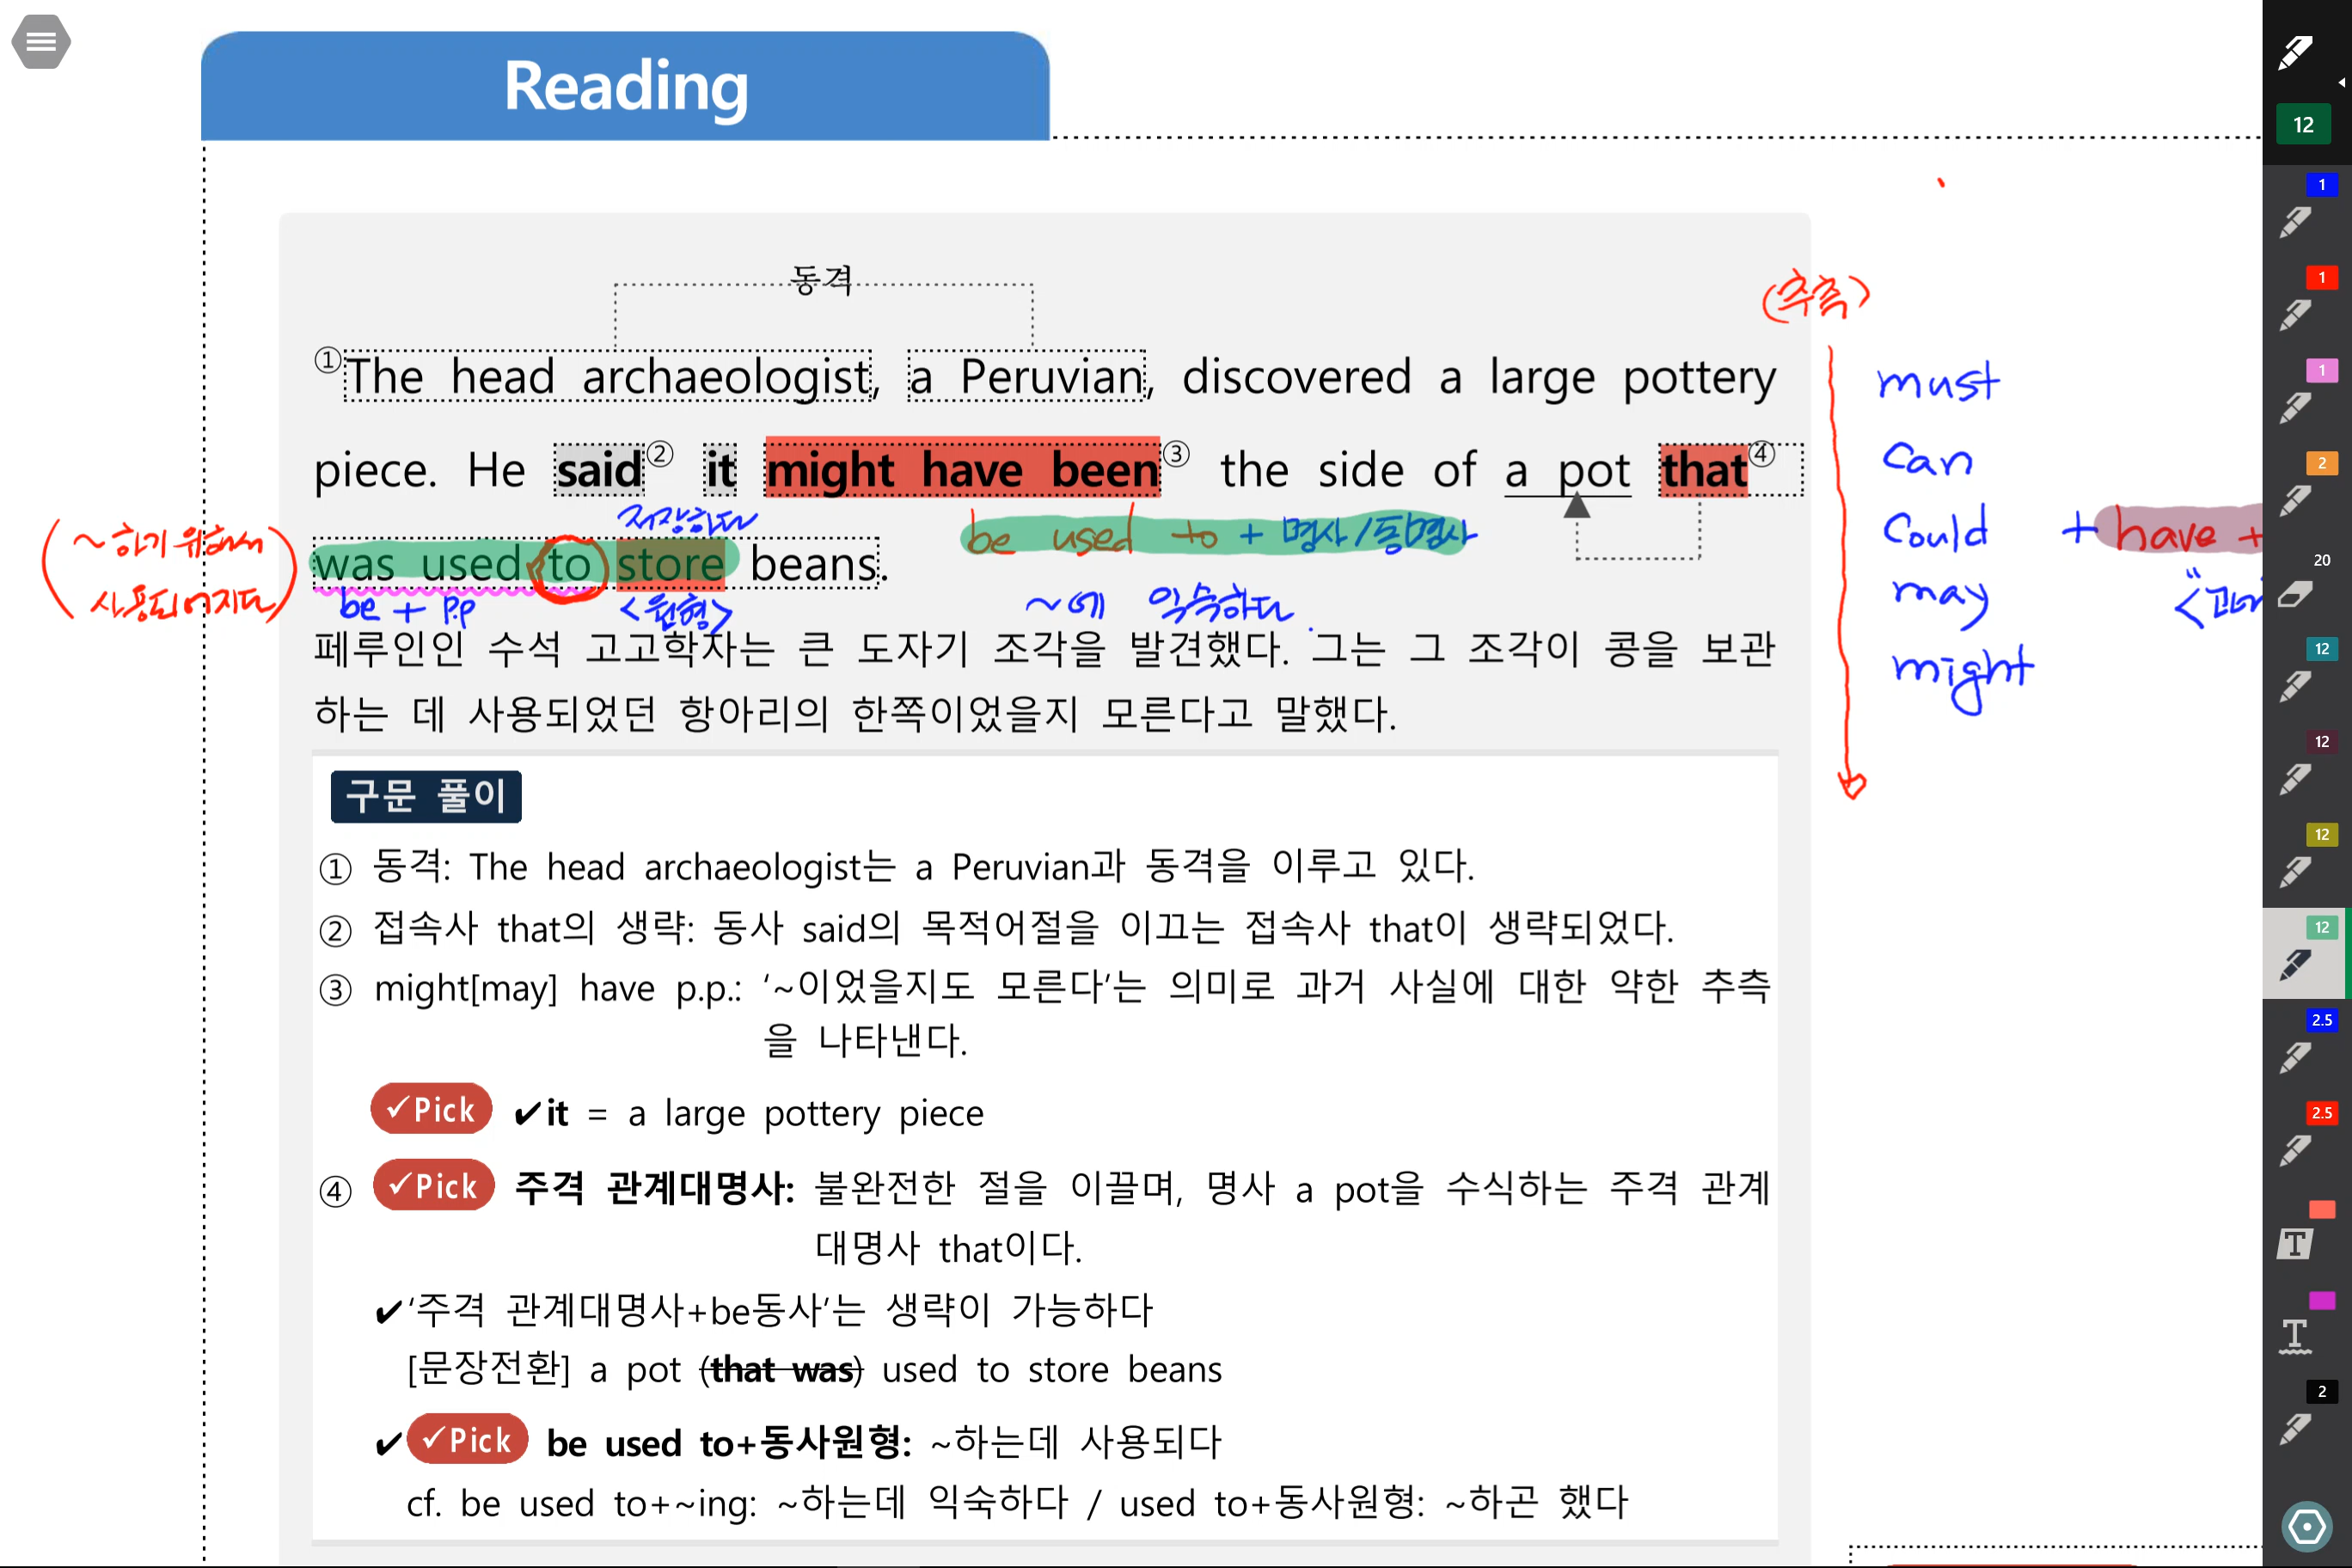 Reading
동격
(추측)
①The head archaeologist, a Peruvian, discovered a large pottery
must
piece. He said② it might have been③ the side of a pot that④
can
저장하다
be used to + 명사/동명사
could + have +
(~하기 위해서
사용되어지다)
was used to store beans.
be + p.p
<원형>
~에 익숙하다
may
might
페루인인 수석 고고학자는 큰 도자기 조각을 발견했다. 그는 그 조각이 콩을 보관
하는 데 사용되었던 항아리의 한쪽이었을지 모른다고 말했다.
구문 풀이
① 동격: The head archaeologist는 a Peruvian과 동격을 이루고 있다.
② 접속사 that의 생략: 동사 said의 목적어절을 이끄는 접속사 that이 생략되었다.
③ might[may] have p.p.: ‘~이었을지도 모른다’는 의미로 과거 사실에 대한 약한 추측
을 나타낸다.
✓Pick ✔it = a large pottery piece
④ ✓Pick 주격 관계대명사: 불완전한 절을 이끌며, 명사 a pot을 수식하는 주격 관계
대명사 that이다.
✔‘주격 관계대명사+be동사’는 생략이 가능하다
[문장전환] a pot (that was) used to store beans
✔ ✓Pick be used to+동사원형: ~하는데 사용되다
cf. be used to+~ing: ~하는데 익숙하다 / used to+동사원형: ~하곤 했다
12
1
1
1
2
20
12
12
12
12
2.5
2.5
T
T
2